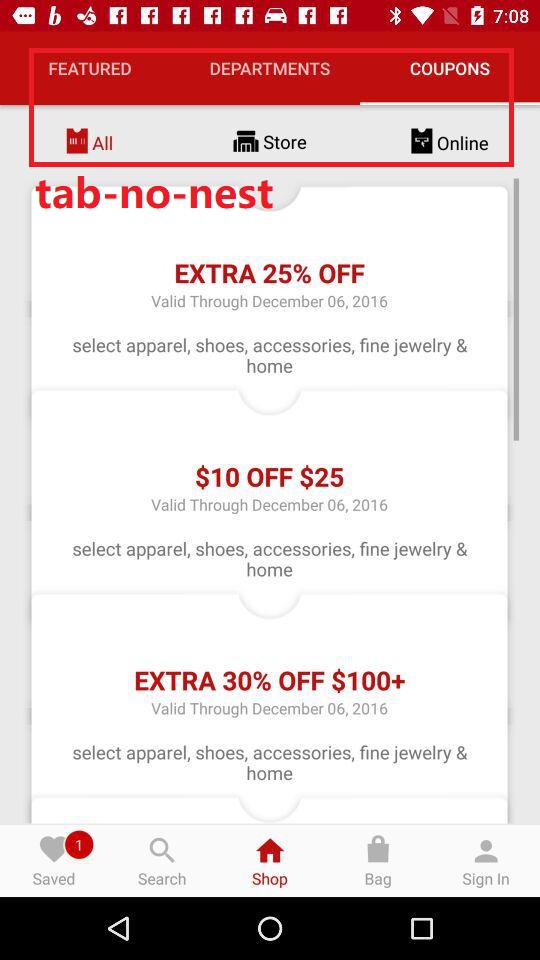 7:08
FEATURED DEPARTMENTS COUPONS
All Store Online
tab-no-nest
EXTRA 25% OFF
Valid Through December 06, 2016
select apparel, shoes, accessories, fine jewelry &
home
$10 OFF $25
Valid Through December 06, 2016
select apparel, shoes, accessories, fine jewelry &
home
EXTRA 30% OFF $100+
Valid Through December 06, 2016
select apparel, shoes, accessories, fine jewelry &
home
1
Saved Search Shop Bag Sign In